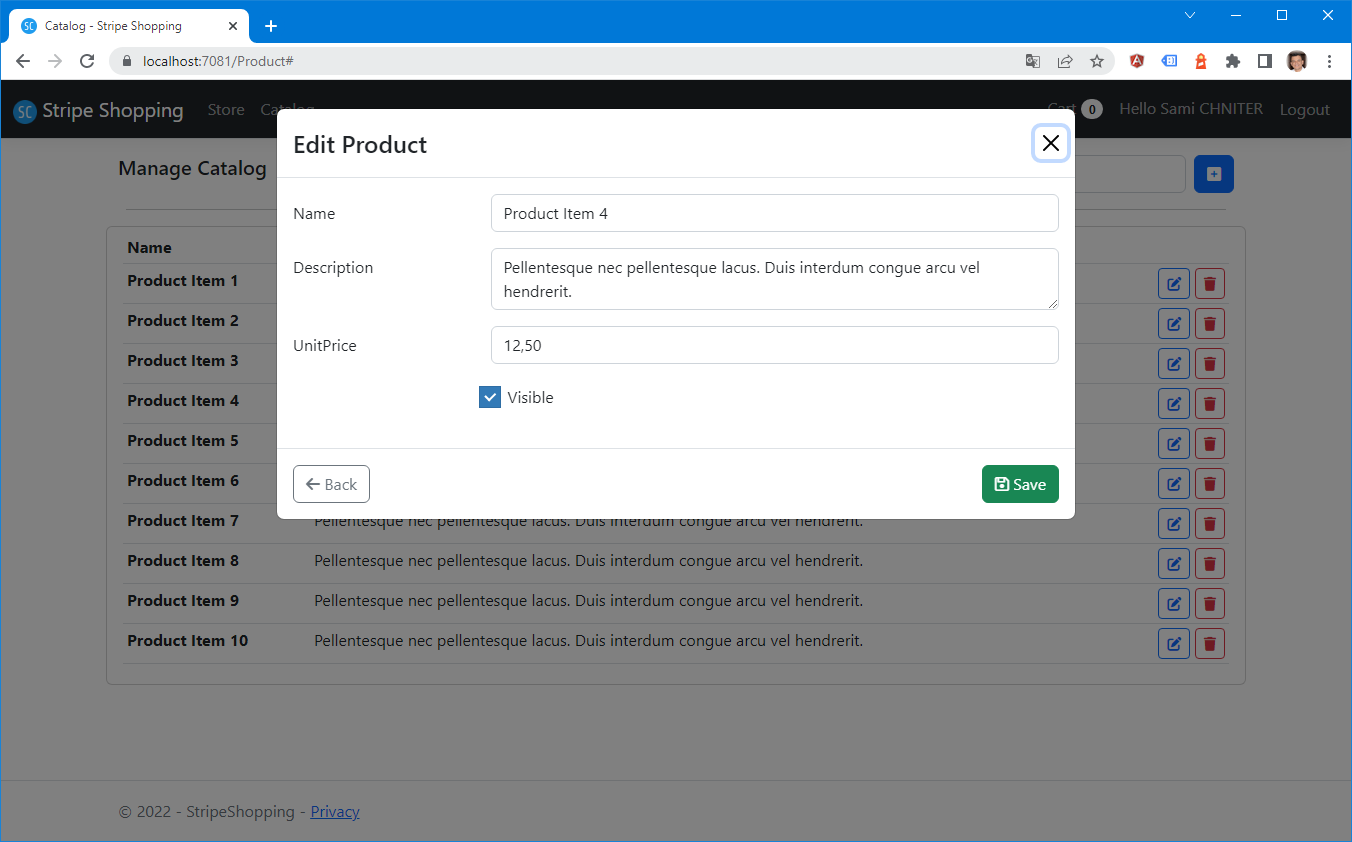 Catalog - Stripe Shopping
localhost:7081/Product#
SC Stripe Shopping Store Catalog Cart 0 Hello Sami CHNITER Logout
Edit Product
Manage Catalog
Name
Product Item 4
Description
Pellentesque nec pellentesque lacus. Duis interdum congue arcu vel
hendrerit.
UnitPrice
12,50
Visible
Back
Save
Name
Product Item 1
Product Item 2
Product Item 3
Product Item 4
Product Item 5
Product Item 6
Product Item 7 Pellentesque nec pellentesque lacus. Duis interdum congue arcu vel hendrerit.
Product Item 8 Pellentesque nec pellentesque lacus. Duis interdum congue arcu vel hendrerit.
Product Item 9 Pellentesque nec pellentesque lacus. Duis interdum congue arcu vel hendrerit.
Product Item 10 Pellentesque nec pellentesque lacus. Duis interdum congue arcu vel hendrerit.
© 2022 - StripeShopping - Privacy